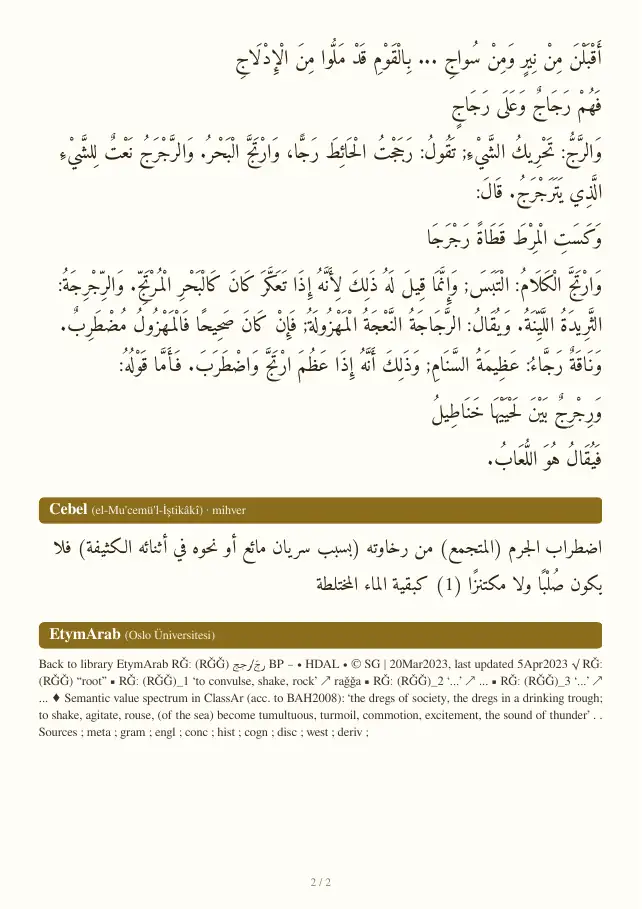 أَقْبَلْنَ مِنْ نِيرٍ وَمِنْ سُوَاجِ ... بِالْقَوْمِ قَدْ مَلُّوا مِنَ الْإِدْلَاجِ
فَهُمْ رَجَاجٌ وَعَلَى رَجَاجٍ
وَالرَّجُّ: تَحْرِيكُ الشَّيْءِ; تَقُولُ: رَجَجْتُ الْحَائِطَ رَجًّا، وَارْتَجَّ الْبَحْرُ. وَالرَّجْرَجُ نَعْتٌ لِلشَّيْءِ
الَّذِي يَتَرَجْرَجُ. قَالَ:
وَكَسَتِ الْمِرْطَ قَطَاةً رَجْرَجَا
وَارْتَجَّ الْكَلَامُ: الْتَبَسَ; وَإِنَّمَا قِيلَ لَهُ ذَلِكَ لِأَنَّهُ إِذَا تَعَكَّرَ كَانَ كَالْبَحْرِ الْمُرْتَجِّ. وَالرِّجْرِجَةُ:
الثَّرِيدَةُ اللَّيِّنَةُ. وَيُقَالُ: الرَّجَاجَةُ النَّعْجَةُ الْمَهْزُولَةُ; فَإِنْ كَانَ صَحِيحًا فَالْمَهْزُولُ مُضْطَرِبٌ.
وَنَاقَةٌ رَجَّاءُ: عَظِيمَةُ السَّنَامِ; وَذَلِكَ أَنَّهُ إِذَا عَظُمَ ارْتَجَّ وَاضْطَرَبَ. فَأَمَّا قَوْلُهُ:
وَرِجْرِجٌ بَيْنَ لَحْيَيْهَا خَنَاطِيلُ
فَيُقَالُ هُوَ اللُّعَابُ.
Cebel (el-Mu'cemü'l-İştikâkî) · mihver
اضطراب الجرم (المتجمع) من رخاوته (بسبب سريان مائع أو نحوه في أثنائه الكثيفة) فلا
يكون صُلْبًا ولا مكتنزًا (1) كبقية الماء المختلطة
EtymArab (Oslo Üniversitesi)
Back to library EtymArab RǦː (RǦǦ) رجّ/رجج BP – • HDAL • © SG | 20Mar2023, last updated 5Apr2023 √ RǦː
(RǦǦ) “root” ▪ RǦː (RǦǦ)_1 ‘to convulse, shake, rock’ ↗ raǧǧa ▪ RǦː (RǦǦ)_2 ‘...’ ↗ ... ▪ RǦː (RǦǦ)_3 ‘...’ ↗
... ♦ Semantic value spectrum in ClassAr (acc. to BAH2008): ‘the dregs of society, the dregs in a drinking trough;
to shake, agitate, rouse, (of the sea) become tumultuous, turmoil, commotion, excitement, the sound of thunder’ . .
Sources ; meta ; gram ; engl ; conc ; hist ; cogn ; disc ; west ; deriv ;
2 / 2